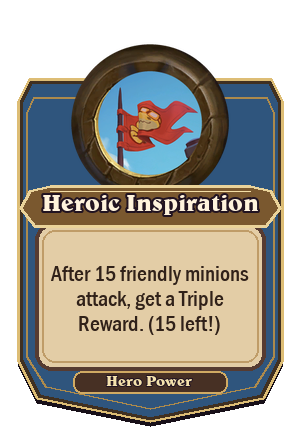 Heroic Inspiration
After 15 friendly minions
attack, get a Triple
Reward. (15 left!)
Hero Power